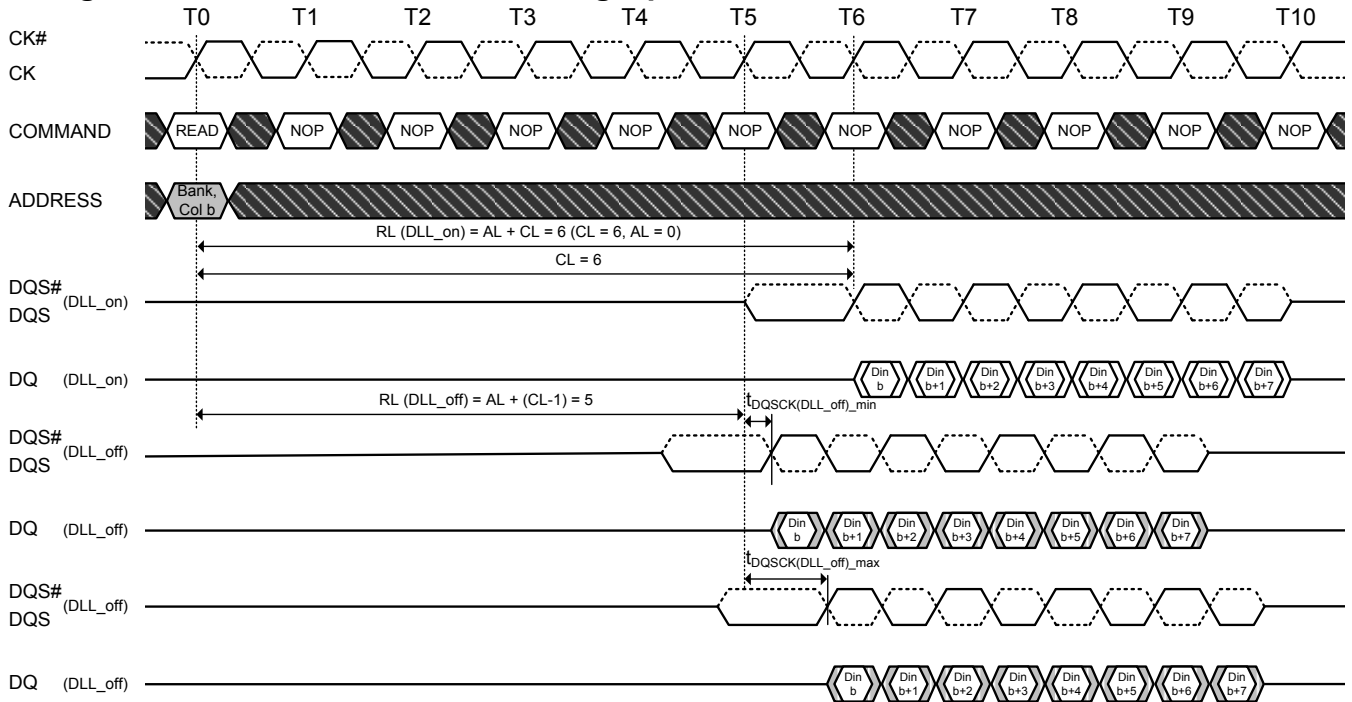 T0 T1 T2 T3 T4 T5 T6 T7 T8 T9 T10
CK#
CK
COMMAND READ NOP NOP NOP NOP NOP NOP NOP NOP NOP NOP
ADDRESS Bank,
Col b
RL (DLL_on) = AL + CL = 6 (CL = 6, AL = 0)
CL = 6
DQS# (DLL_on)
DQS
DQ (DLL_on) Din b Din b+1 Din b+2 Din b+3 Din b+4 Din b+5 Din b+6 Din b+7
RL (DLL_off) = AL + (CL-1) = 5 tDQSCK(DLL_off)_min
DQS# (DLL_off)
DQS
DQ (DLL_off) Din b Din b+1 Din b+2 Din b+3 Din b+4 Din b+5 Din b+6 Din b+7
tDQSCK(DLL_off)_max
DQS# (DLL_off)
DQS
DQ (DLL_off) Din b Din b+1 Din b+2 Din b+3 Din b+4 Din b+5 Din b+6 Din b+7